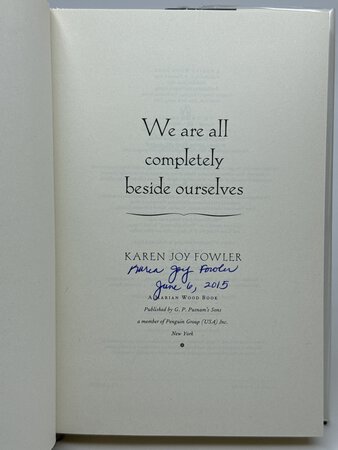 We are all
completely
beside ourselves
KAREN JOY FOWLER
Karen Joy Fowler
June 6, 2015
A MARIAN WOOD BOOK
Published by G. P. Putnam's Sons
a member of Penguin Group (USA) Inc.
New York